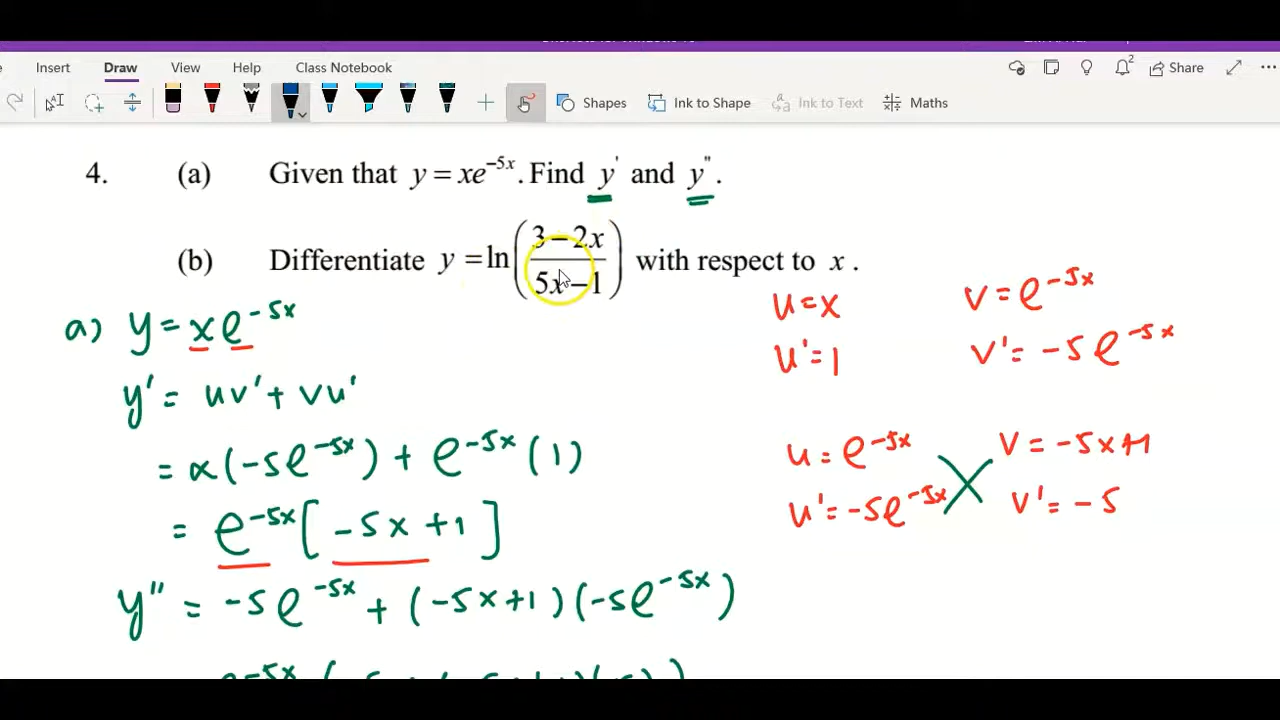 Insert Draw View Help Class Notebook Share
Shapes Ink to Shape Ink to Text Maths
4. (a) Given that y = xe^{-5x}. Find y' and y".
(b) Differentiate y = ln((3-2x)/(5x-1)) with respect to x.
a) y = xe^{-5x}
u = x v = e^{-5x}
u' = 1 v' = -5e^{-5x}
y' = uv' + vu'
= x(-5e^{-5x}) + e^{-5x}(1)
u = e^{-5x} v = -5x+1
= e^{-5x}[-5x+1]
u' = -5e^{-5x} v' = -5
y" = -5e^{-5x} + (-5x+1)(-5e^{-5x})